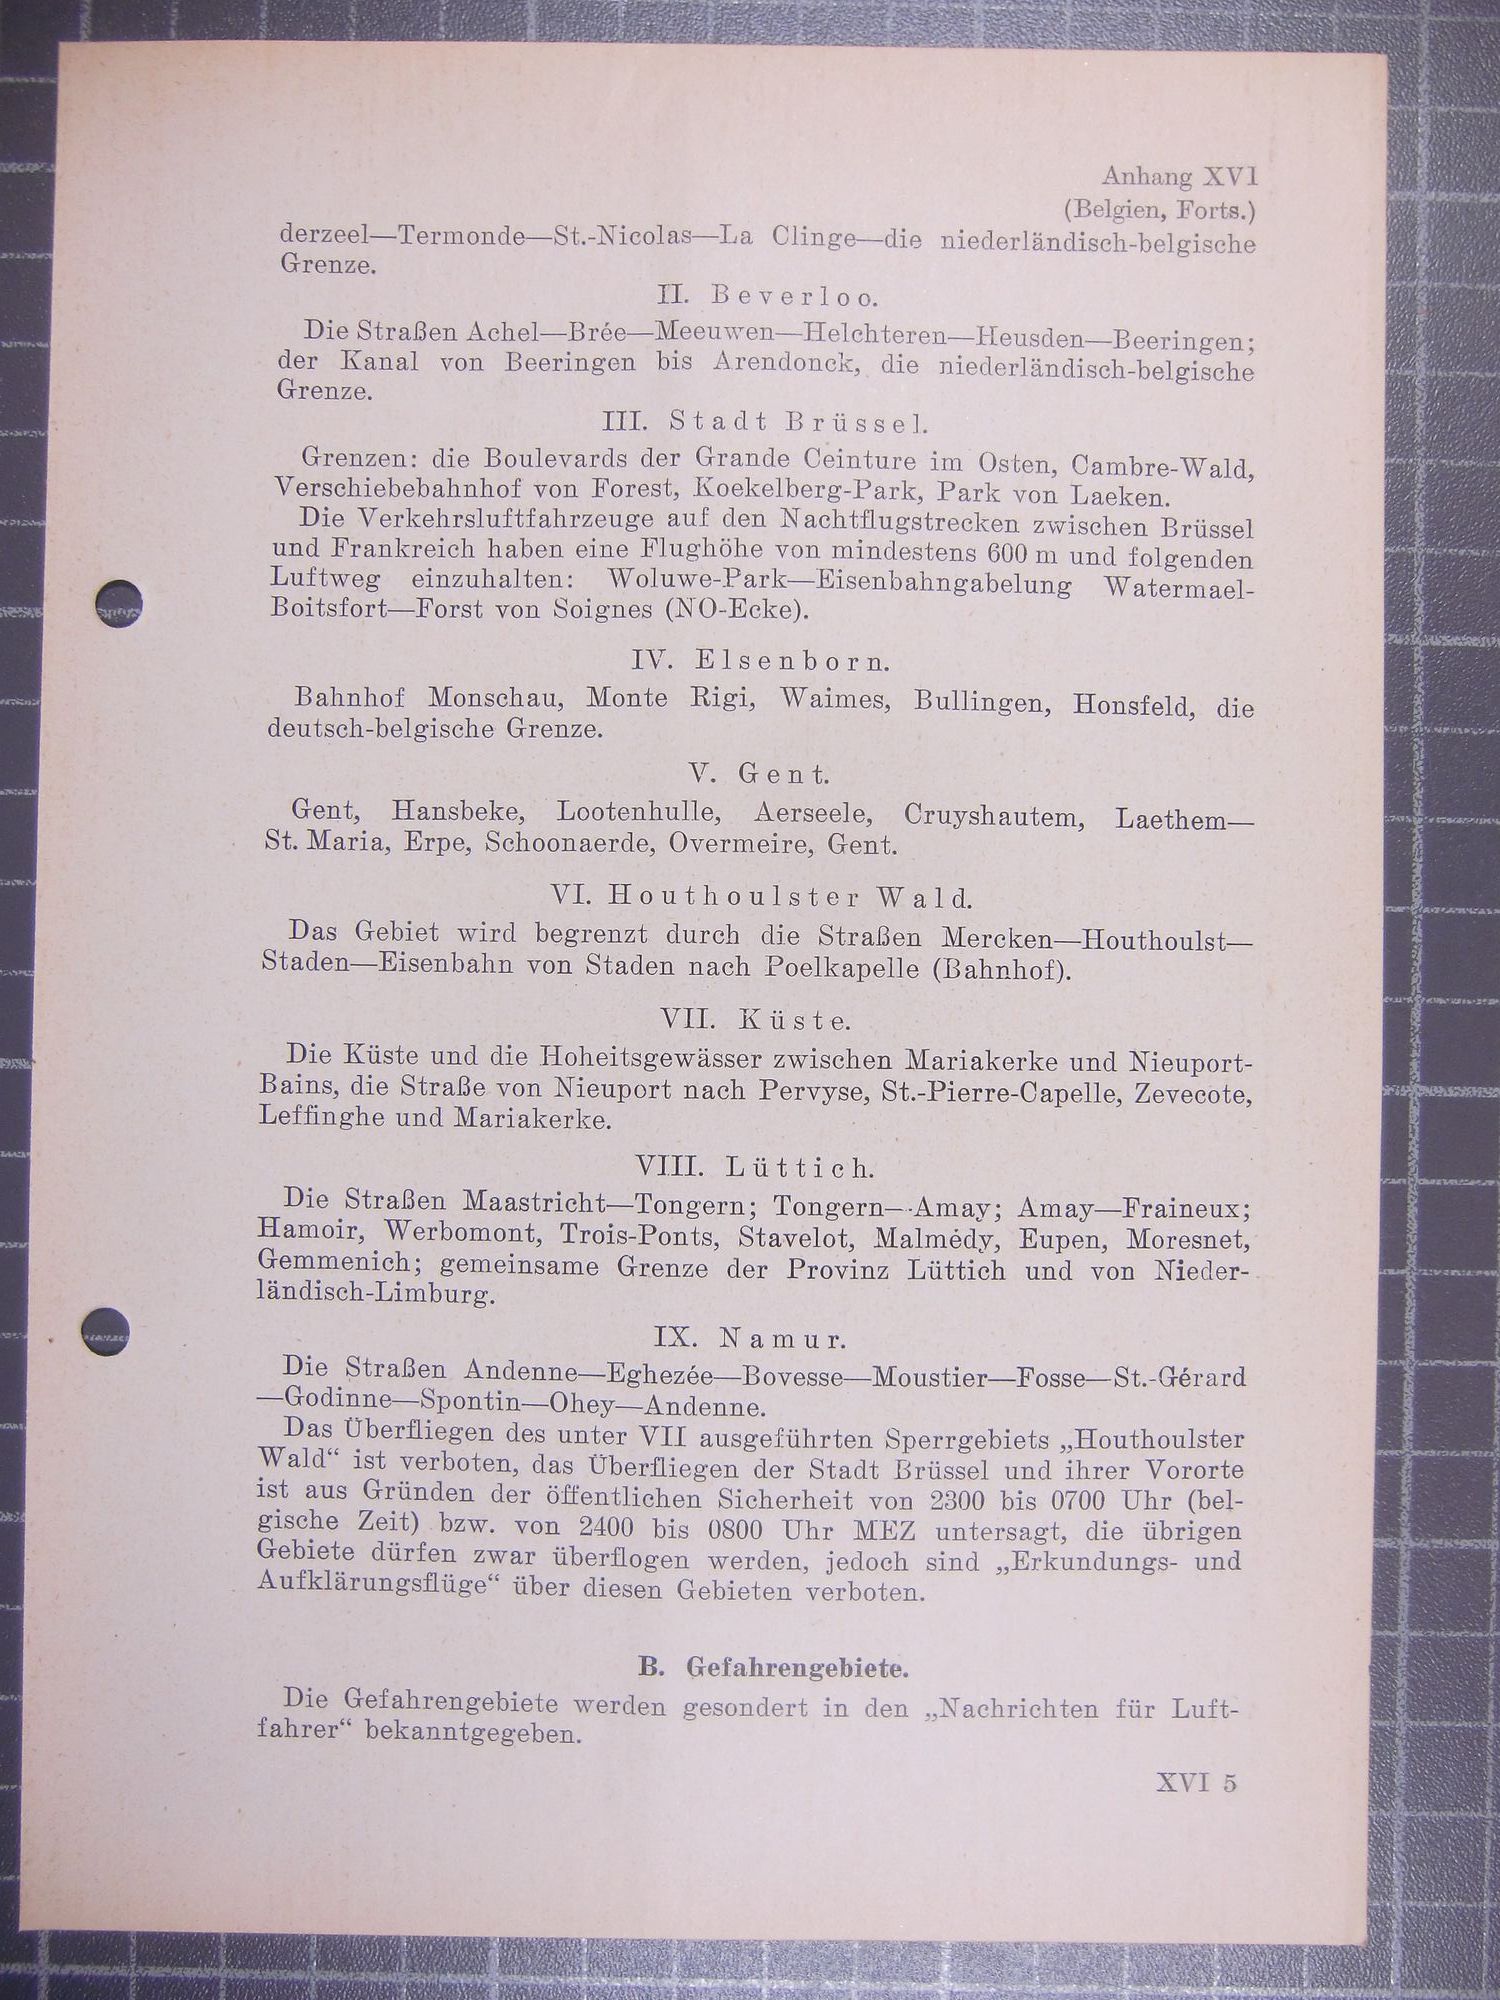 Anhang XVI
(Belgien, Forts.)
derzeel—Termonde—St.-Nicolas—La Clinge—die niederländisch-belgische
Grenze.
II. Beverloo.
Die Straßen Achel—Brée—Meeuwen—Helchteren—Heusden—Beeringen;
der Kanal von Beeringen bis Arendonck, die niederländisch-belgische
Grenze.
III. Stadt Brüssel.
Grenzen: die Boulevards der Grande Ceinture im Osten, Cambre-Wald,
Verschiebebahnhof von Forest, Koekelberg-Park, Park von Laeken.
Die Verkehrsluftfahrzeuge auf den Nachtflugstrecken zwischen Brüssel
und Frankreich haben eine Flughöhe von mindestens 600 m und folgenden
Luftweg einzuhalten: Woluwe-Park—Eisenbahngabelung Watermael-
Boitsfort—Forst von Soignes (NO-Ecke).
IV. Elsenborn.
Bahnhof Monschau, Monte Rigi, Waimes, Bullingen, Honsfeld, die
deutsch-belgische Grenze.
V. Gent.
Gent, Hansbeke, Lootenhulle, Aerseele, Cruyshautem, Laethem—
St. Maria, Erpe, Schoonaerde, Overmeire, Gent.
VI. Houthoulster Wald.
Das Gebiet wird begrenzt durch die Straßen Mercken—Houthoulst—
Staden—Eisenbahn von Staden nach Poelkapelle (Bahnhof).
VII. Küste.
Die Küste und die Hoheitsgewässer zwischen Mariakerke und Nieuport-
Bains, die Straße von Nieuport nach Pervyse, St.-Pierre-Capelle, Zevecote,
Leffinghe und Mariakerke.
VIII. Lüttich.
Die Straßen Maastricht—Tongern; Tongern—Amay; Amay—Fraineux;
Hamoir, Werbomont, Trois-Ponts, Stavelot, Malmédy, Eupen, Moresnet,
Gemmenich; gemeinsame Grenze der Provinz Lüttich und von Nieder-
ländisch-Limburg.
IX. Namur.
Die Straßen Andenne—Eghezée—Bovesse—Moustier—Fosse—St.-Gérard
—Godinne—Spontin—Ohey—Andenne.
Das Überfliegen des unter VII ausgeführten Sperrgebiets „Houthoulster
Wald“ ist verboten, das Überfliegen der Stadt Brüssel und ihrer Vororte
ist aus Gründen der öffentlichen Sicherheit von 2300 bis 0700 Uhr (bel-
gische Zeit) bzw. von 2400 bis 0800 Uhr MEZ untersagt, die übrigen
Gebiete dürfen zwar überflogen werden, jedoch sind „Erkundungs- und
Aufklärungsflüge“ über diesen Gebieten verboten.
B. Gefahrengebiete.
Die Gefahrengebiete werden gesondert in den „Nachrichten für Luft-
fahrer“ bekanntgegeben.
XVI 5